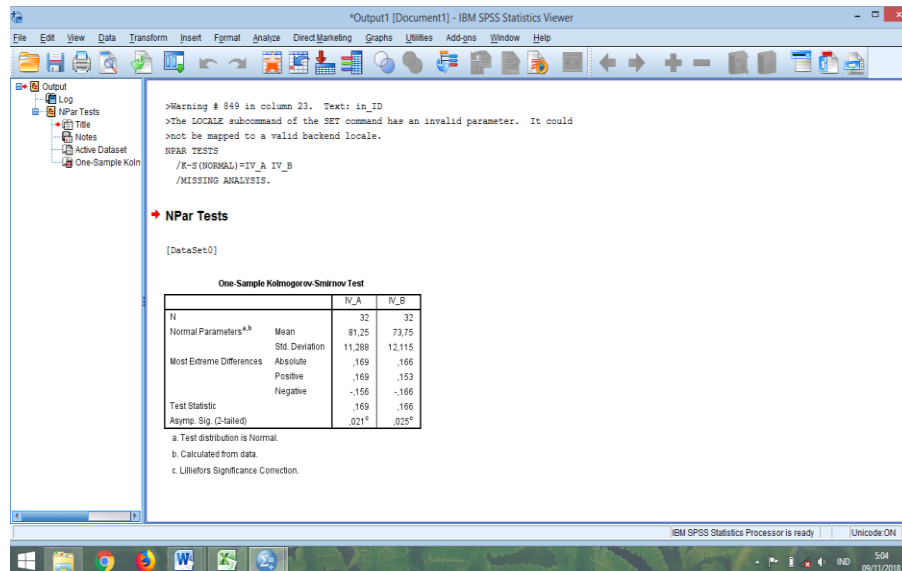 *Output1 [Document1] - IBM SPSS Statistics Viewer
File Edit View Data Transform Insert Format Analyze Direct Marketing Graphs Utilities Add-ons Window Help
Output
Log
NPar Tests
Title
Notes
Active Dataset
One-Sample Kolm
>Warning # 849 in column 23. Text: in_ID
>The LOCALE subcommand of the SET command has an invalid parameter. It could
>not be mapped to a valid backend locale.
NPAR TESTS
/K-S(NORMAL)=IV_A IV_B
/MISSING ANALYSIS.
NPar Tests
[DataSet0]
One-Sample Kolmogorov-Smirnov Test
IV_A IV_B
N 32 32
Normal Parameters a,b Mean 81,25 73,75
Std. Deviation 11,288 12,115
Most Extreme Differences Absolute ,169 ,166
Positive ,169 ,153
Negative -,156 -,166
Test Statistic ,169 ,166
Asymp. Sig. (2-tailed) ,021c ,025c
a. Test distribution is Normal.
b. Calculated from data.
c. Lilliefors Significance Correction.
IBM SPSS Statistics Processor is ready Unicode:ON
IND 5:04
09/11/2018